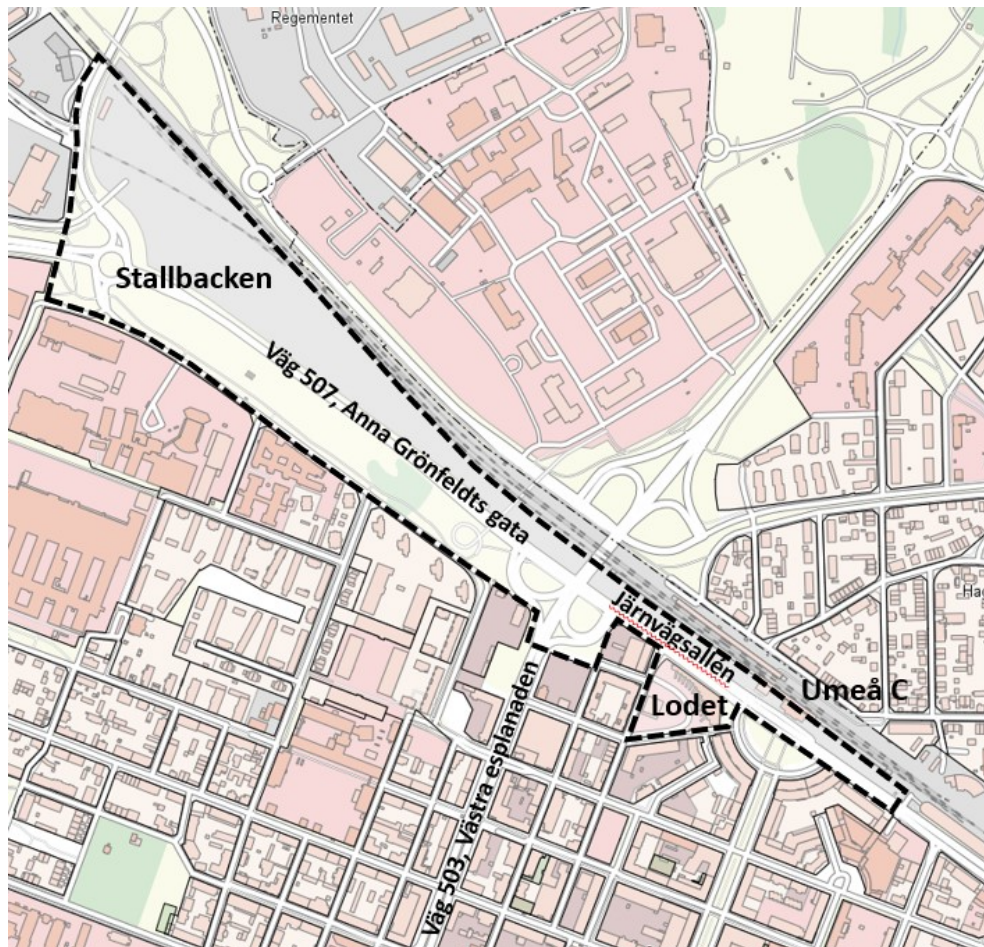 Regementet
Stallbacken
Väg 507, Anna Grönfeldts gata
Järnvägsallén
Umeå C
Lodet
Väg 503, Västra esplanaden